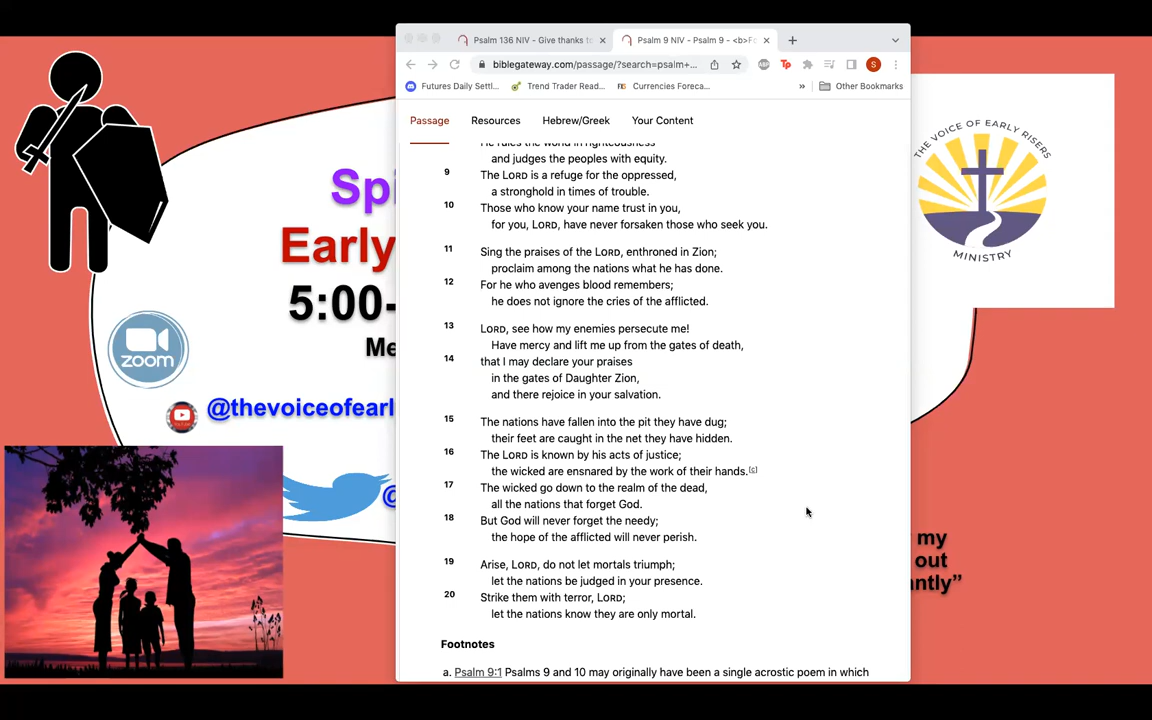 Psalm 136 NIV - Give thanks t
Psalm 9 NIV - Psalm 9 - <b>Fo
biblegateway.com/passage/?search=psalm+...
ABP
Tp
S
Futures Daily Settl...
Trend Trader Read...
Currencies Foreca...
»
Other Bookmarks
Passage
Resources
Hebrew/Greek
Your Content
He rules the world in righteousness
and judges the peoples with equity.
9 The LORD is a refuge for the oppressed,
a stronghold in times of trouble.
10 Those who know your name trust in you,
for you, LORD, have never forsaken those who seek you.
11 Sing the praises of the LORD, enthroned in Zion;
proclaim among the nations what he has done.
12 For he who avenges blood remembers;
he does not ignore the cries of the afflicted.
13 LORD, see how my enemies persecute me!
Have mercy and lift me up from the gates of death,
14 that I may declare your praises
in the gates of Daughter Zion,
and there rejoice in your salvation.
15 The nations have fallen into the pit they have dug;
their feet are caught in the net they have hidden.
16 The LORD is known by his acts of justice;
the wicked are ensnared by the work of their hands.[c]
17 The wicked go down to the realm of the dead,
all the nations that forget God.
18 But God will never forget the needy;
the hope of the afflicted will never perish.
19 Arise, LORD, do not let mortals triumph;
let the nations be judged in your presence.
20 Strike them with terror, LORD;
let the nations know they are only mortal.
Footnotes
a. Psalm 9:1 Psalms 9 and 10 may originally have been a single acrostic poem in which
Spi
Early
5:00-
Me
zoom
@thevoiceofearl
@
THE VOICE OF EARLY RISERS
MINISTRY
my
out
antly”